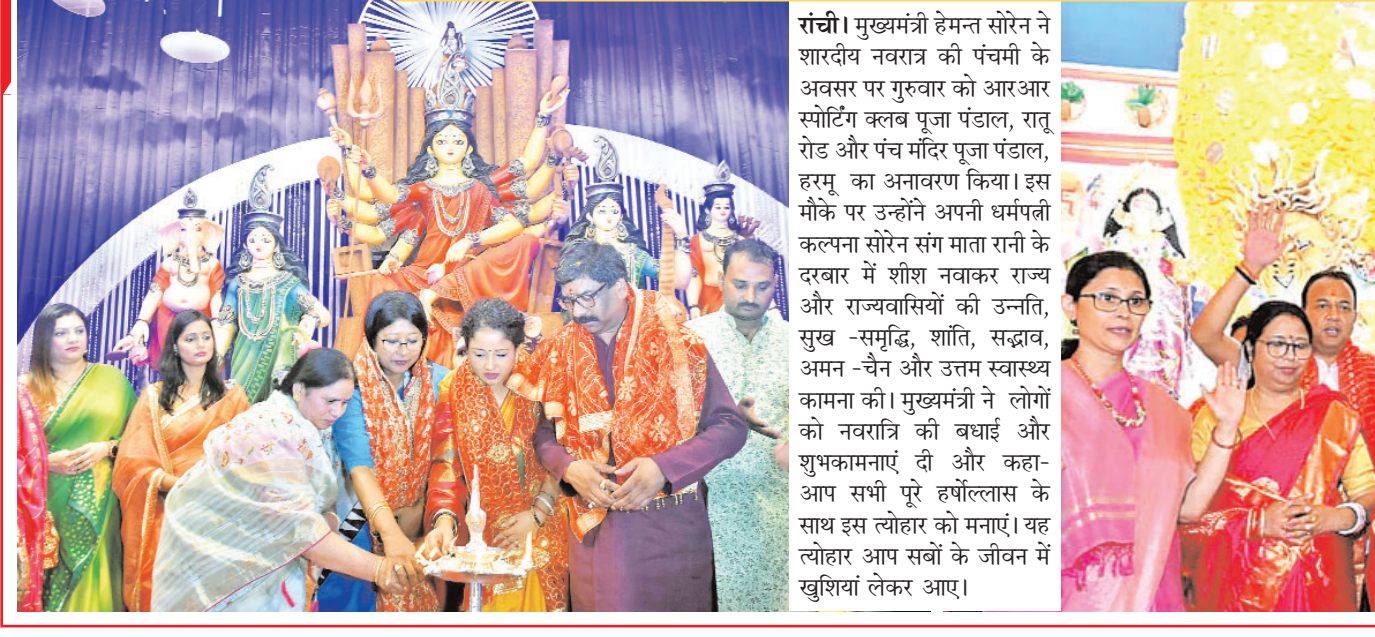 रांची। मुख्यमंत्री हेमन्त सोरेन ने
शारदीय नवरात्र की पंचमी के
अवसर पर गुरुवार को आरआर
स्पोर्टिंग क्लब पूजा पंडाल, रातू
रोड और पंच मंदिर पूजा पंडाल,
हरमू का अनावरण किया। इस
मौके पर उन्होंने अपनी धर्मपत्नी
कल्पना सोरेन संग माता रानी के
दरबार में शीश नवाकर राज्य
और राज्यवासियों की उन्नति,
सुख -समृद्धि, शांति, सद्भाव,
अमन -चैन और उत्तम स्वास्थ्य
कामना की। मुख्यमंत्री ने लोगों
को नवरात्रि की बधाई और
शुभकामनाएं दी और कहा-
आप सभी पूरे हर्षोल्लास के
साथ इस त्योहार को मनाएं। यह
त्योहार आप सबों के जीवन में
खुशियां लेकर आए।